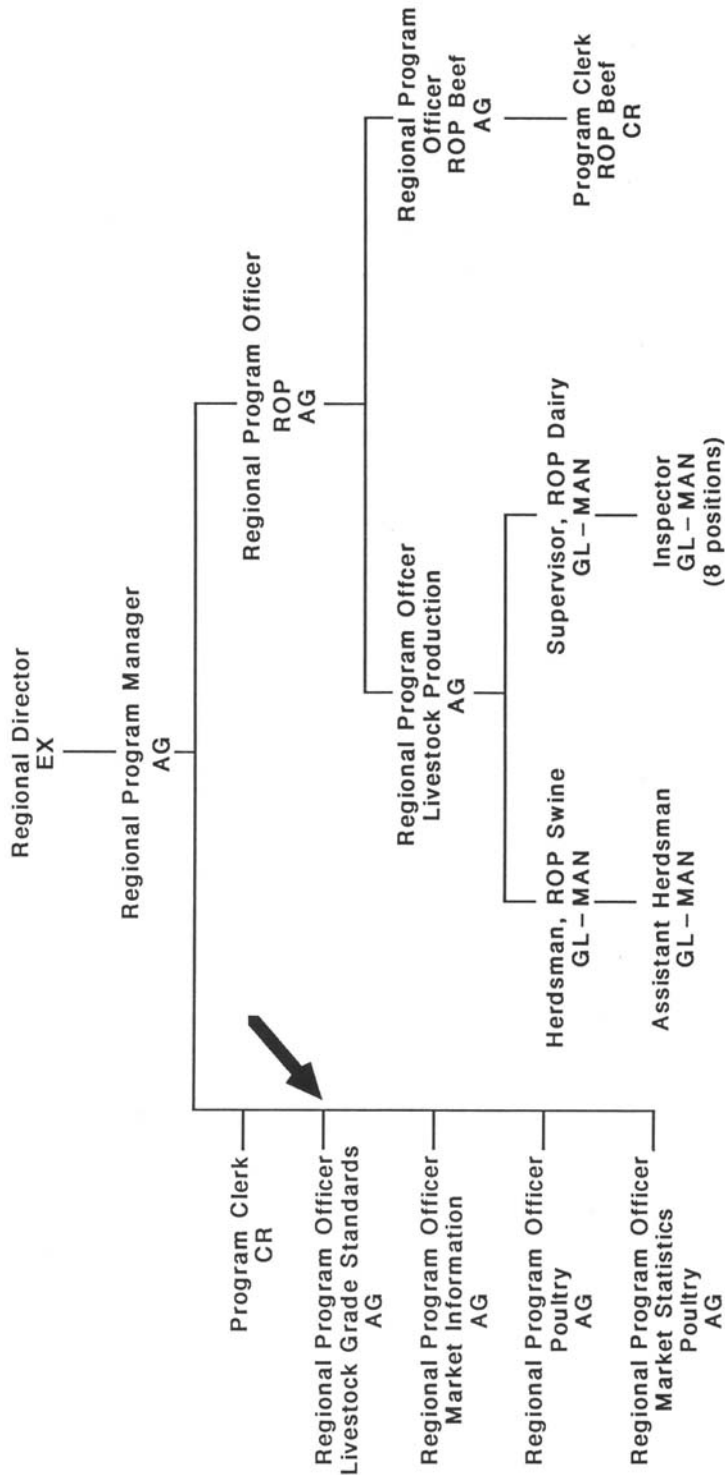 Regional Director
EX
Regional Program Manager
AG
Program Clerk
CR
Regional Program Officer
Livestock Grade Standards
AG
Regional Program Officer
Market Information
AG
Regional Program Officer
Poultry
AG
Regional Program Officer
Market Statistics
Poultry
AG
Regional Program Officer
ROP
AG
Regional Program Offcer
Livestock Production
AG
Herdsman, ROP Swine
GL – MAN
Assistant Herdsman
GL – MAN
Supervisor, ROP Dairy
GL – MAN
Inspector
GL – MAN
(8 positions)
Regional Program
Officer
ROP Beef
AG
Program Clerk
ROP Beef
CR